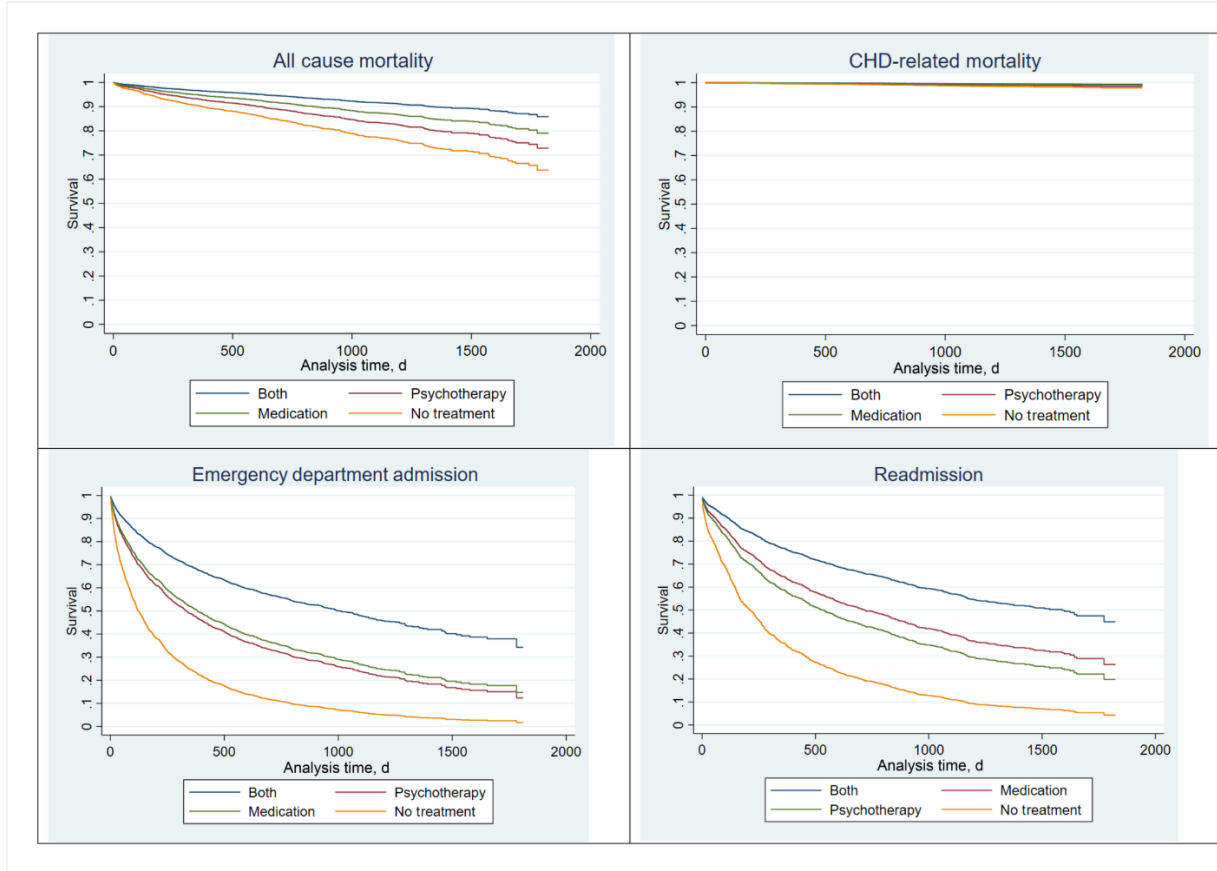 All cause mortality
Survival
1
.9
.8
.7
.6
.5
.4
.3
.2
.1
0
0 500 1000 1500 2000
Analysis time, d
Both Psychotherapy
Medication No treatment
CHD-related mortality
Survival
1
.9
.8
.7
.6
.5
.4
.3
.2
.1
0
0 500 1000 1500 2000
Analysis time, d
Both Psychotherapy
Medication No treatment
Emergency department admission
Survival
1
.9
.8
.7
.6
.5
.4
.3
.2
.1
0
0 500 1000 1500 2000
Analysis time, d
Both Psychotherapy
Medication No treatment
Readmission
Survival
1
.9
.8
.7
.6
.5
.4
.3
.2
.1
0
0 500 1000 1500 2000
Analysis time, d
Both Medication
Psychotherapy No treatment